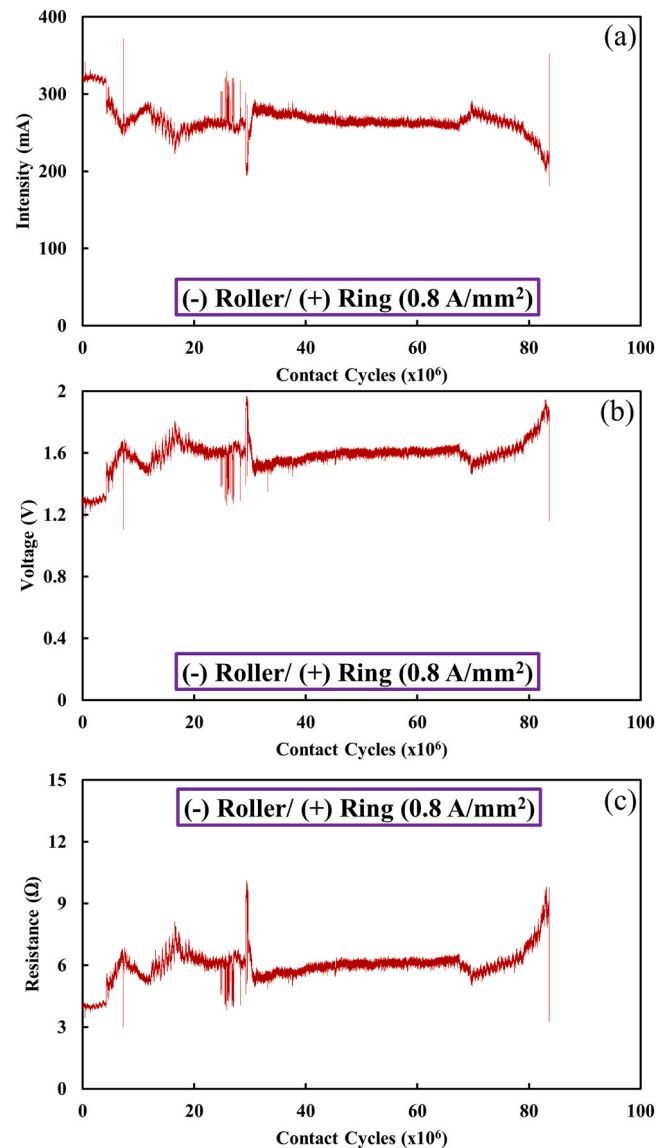 400
(a)
300
200
100
0
Intensity (mA)
(-) Roller/ (+) Ring (0.8 A/mm²)
0 20 40 60 80 100
Contact Cycles (x10⁶)
2
(b)
1.6
1.2
0.8
0.4
0
Voltage (V)
(-) Roller/ (+) Ring (0.8 A/mm²)
0 20 40 60 80 100
Contact Cycles (x10⁶)
15
(-) Roller/ (+) Ring (0.8 A/mm²)
(c)
12
9
6
3
0
Resistance (Ω)
0 20 40 60 80 100
Contact Cycles (x10⁶)